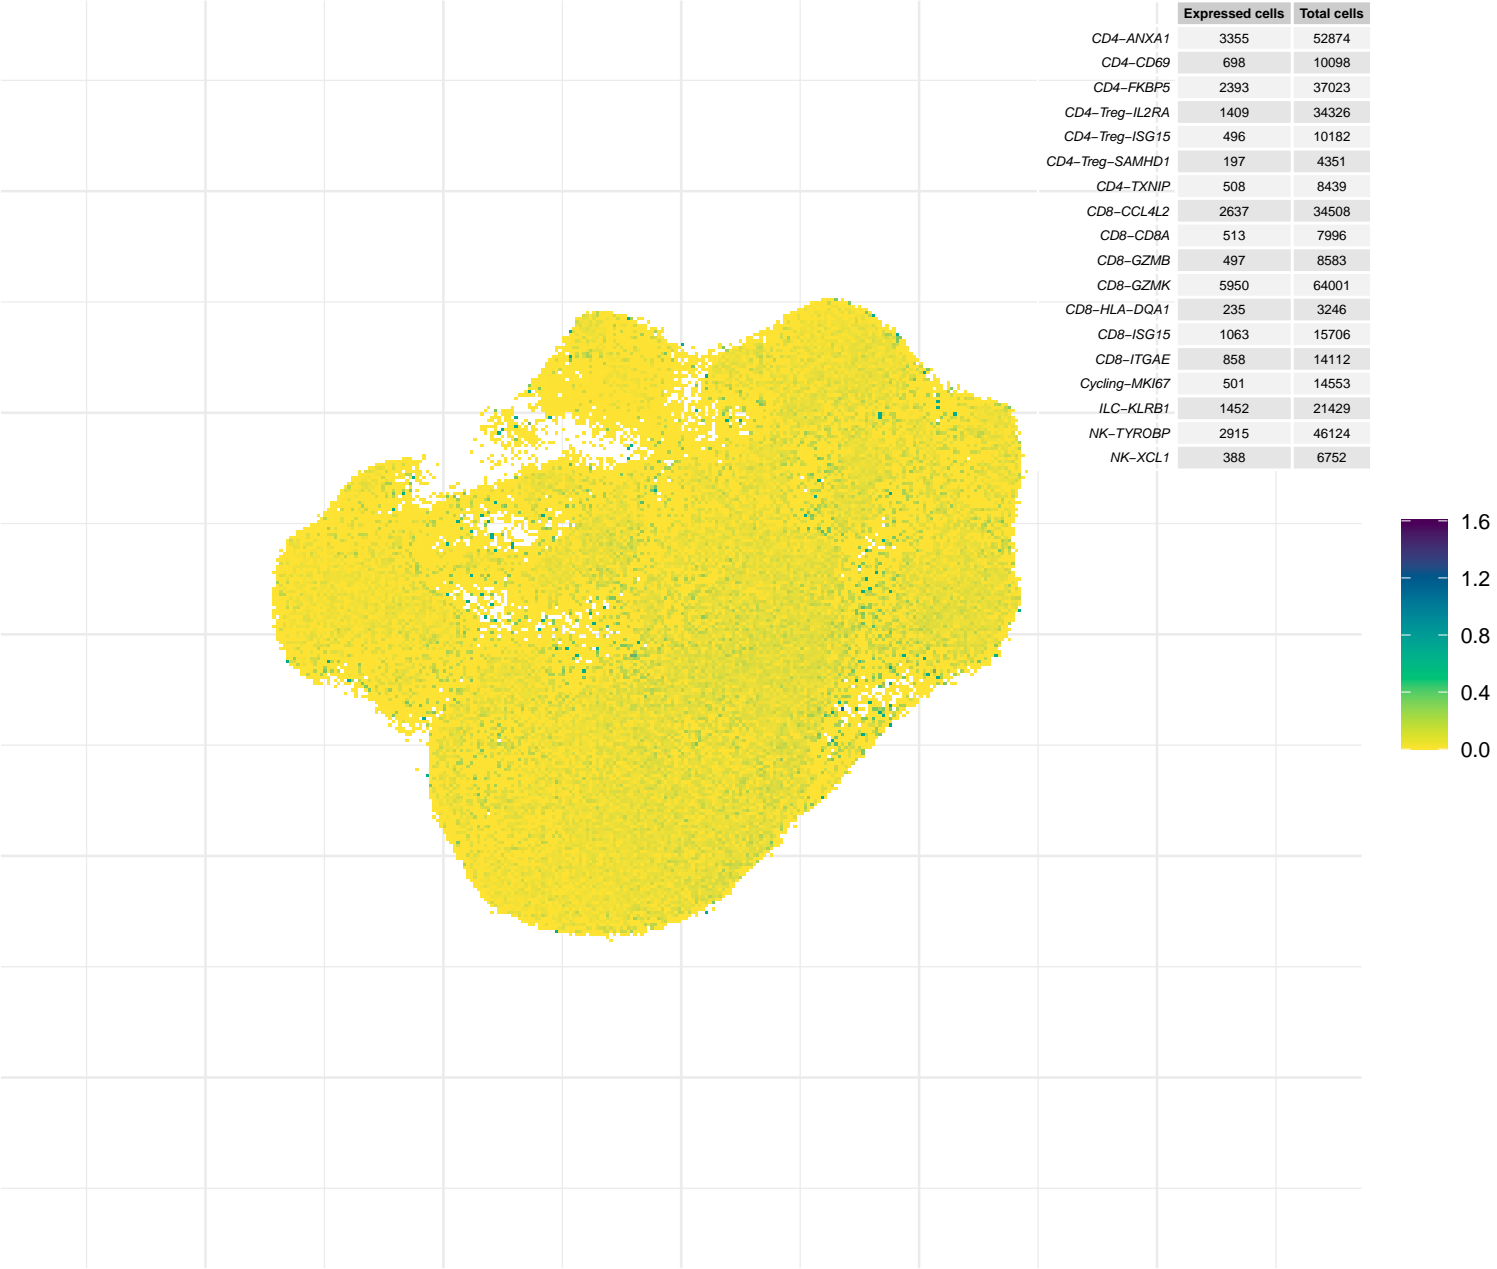 Expressed cells Total cells
CD4−ANXA1 3355 52874
CD4−CD69 698 10098
CD4−FKBP5 2393 37023
CD4−Treg−IL2RA 1409 34326
CD4−Treg−ISG15 496 10182
CD4−Treg−SAMHD1 197 4351
CD4−TXNIP 508 8439
CD8−CCL4L2 2637 34508
CD8−CD8A 513 7996
CD8−GZMB 497 8583
CD8−GZMK 5950 64001
CD8−HLA−DQA1 235 3246
CD8−ISG15 1063 15706
CD8−ITGAE 858 14112
Cycling−MKI67 501 14553
ILC−KLRB1 1452 21429
NK−TYROBP 2915 46124
NK−XCL1 388 6752
1.6
1.2
0.8
0.4
0.0